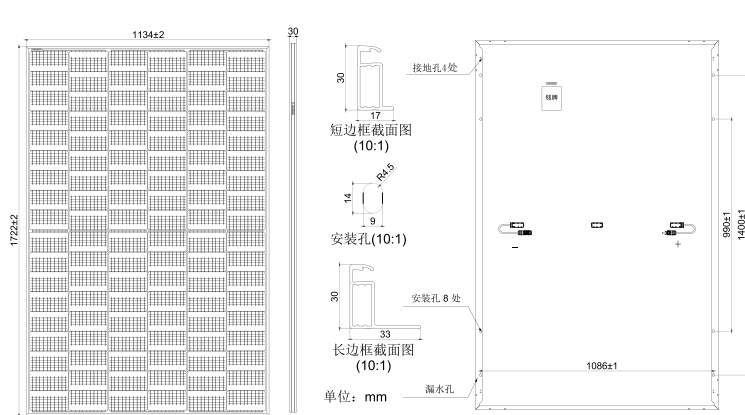 1134±2
30
1722±2
30
17
短边框截面图
(10:1)
R4.5
14
9
安装孔(10:1)
30
33
长边框截面图
(10:1)
单位：mm
接地孔4处
铭牌
－
＋
安装孔 8 处
漏水孔
1086±1
990±1
1400±1